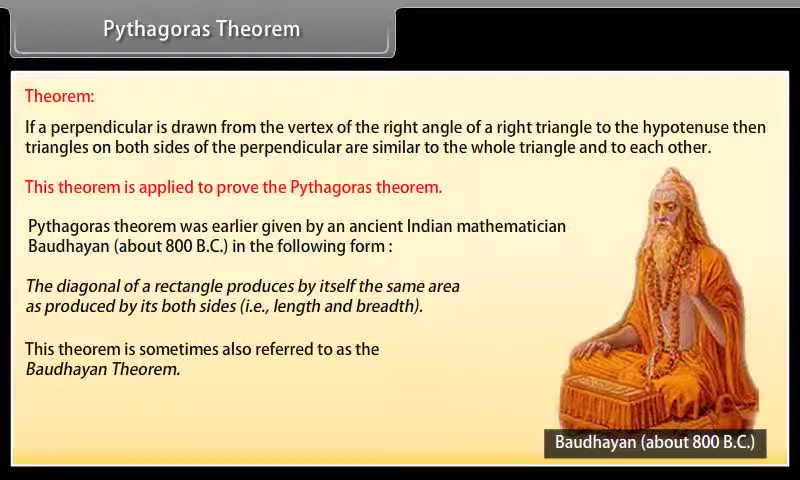 Pythagoras Theorem
Theorem:
If a perpendicular is drawn from the vertex of the right angle of a right triangle to the hypotenuse then
triangles on both sides of the perpendicular are similar to the whole triangle and to each other.
This theorem is applied to prove the Pythagoras theorem.
Pythagoras theorem was earlier given by an ancient Indian mathematician
Baudhayan (about 800 B.C.) in the following form :
The diagonal of a rectangle produces by itself the same area
as produced by its both sides (i.e., length and breadth).
This theorem is sometimes also referred to as the
Baudhayan Theorem.
Baudhayan (about 800 B.C.)